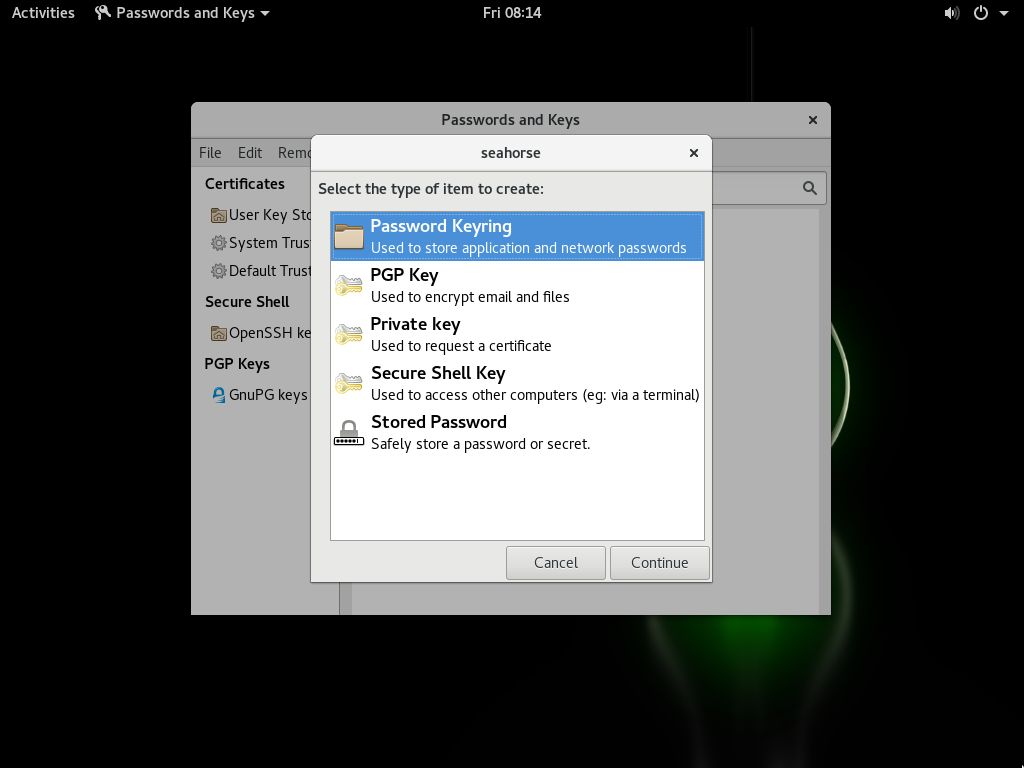 Activities Passwords and Keys Fri 08:14
Passwords and Keys
File Edit Remo
seahorse
Select the type of item to create:
Certificates
User Key Sto
System Trus
Default Trust
Secure Shell
OpenSSH ke
PGP Keys
GnuPG keys
Password Keyring
Used to store application and network passwords
PGP Key
Used to encrypt email and files
Private key
Used to request a certificate
Secure Shell Key
Used to access other computers (eg: via a terminal)
Stored Password
Safely store a password or secret.
Cancel Continue